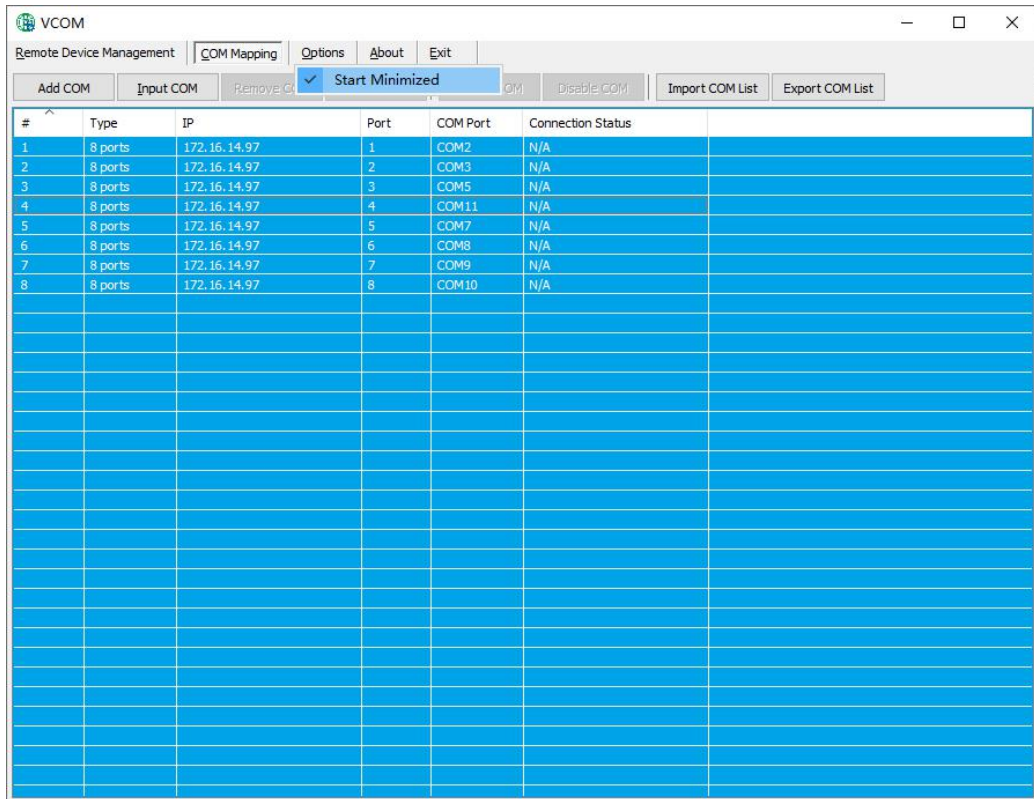 VCOM
Remote Device Management COM Mapping Options About Exit
Start Minimized
Add COM Input COM Remove COM Disable COM Import COM List Export COM List
# Type IP Port COM Port Connection Status
1 8 ports 172.16.14.97 1 COM2 N/A
2 8 ports 172.16.14.97 2 COM3 N/A
3 8 ports 172.16.14.97 3 COM5 N/A
4 8 ports 172.16.14.97 4 COM11 N/A
5 8 ports 172.16.14.97 5 COM7 N/A
6 8 ports 172.16.14.97 6 COM8 N/A
7 8 ports 172.16.14.97 7 COM9 N/A
8 8 ports 172.16.14.97 8 COM10 N/A